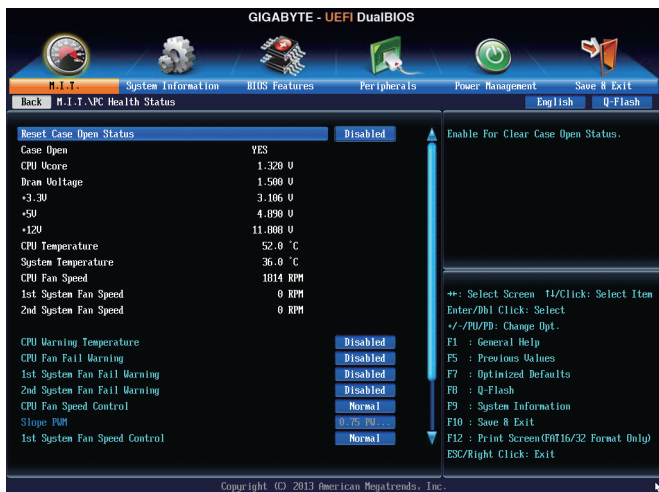 GIGABYTE - UEFI DualBIOS
M.I.T. System Information BIOS Features Peripherals Power Management Save & Exit
Back M.I.T.\PC Health Status English Q-Flash
Reset Case Open Status Disabled
Case Open YES
CPU Vcore 1.320 V
Dram Voltage 1.500 V
+3.3V 3.106 V
+5V 4.890 V
+12V 11.808 V
CPU Temperature 52.0 °C
System Temperature 36.0 °C
CPU Fan Speed 1814 RPM
1st System Fan Speed 0 RPM
2nd System Fan Speed 0 RPM
CPU Warning Temperature Disabled
CPU Fan Fail Warning Disabled
1st System Fan Fail Warning Disabled
2nd System Fan Fail Warning Disabled
CPU Fan Speed Control Normal
Slope PWM 0.75 PW...
1st System Fan Speed Control Normal
Enable For Clear Case Open Status.
→←: Select Screen ↑↓/Click: Select Item
Enter/Dbl Click: Select
+/-/PU/PD: Change Opt.
F1 : General Help
F5 : Previous Values
F7 : Optimized Defaults
F8 : Q-Flash
F9 : System Information
F10 : Save & Exit
F12 : Print Screen(FAT16/32 Format Only)
ESC/Right Click: Exit
Copyright (C) 2013 American Megatrends, Inc.